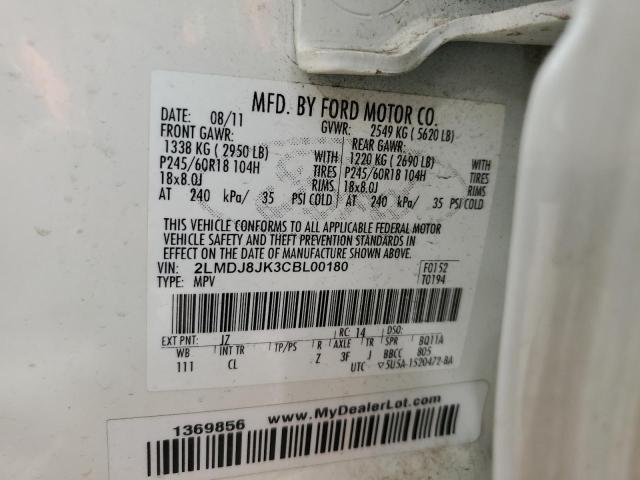 MFD. BY FORD MOTOR CO.
DATE: 08/11 GVWR: 2549 KG ( 5620 LB)
FRONT GAWR: REAR GAWR:
1338 KG ( 2950 LB) WITH 1220 KG ( 2690 LB) WITH
P245/60R18 104H TIRES P245/60R18 104H TIRES
18x8.0J RIMS 18x8.0J RIMS
AT 240 kPa/ 35 PSI COLD AT 240 kPa/ 35 PSI COLD
THIS VEHICLE CONFORMS TO ALL APPLICABLE FEDERAL MOTOR
VEHICLE SAFETY AND THEFT PREVENTION STANDARDS IN
EFFECT ON THE DATE OF MANUFACTURE SHOWN ABOVE.
VIN: 2LMDJ8JK3CBL00180 F0152
TYPE: MPV T0194
EXT PNT: JZ RC: 14 DSO:
WB INT TR TP/PS R AXLE TR SPR BQ11A
111 CL Z 3F J BBCC 805
UTC ▽5U5A-1520472-BA
1369856 www.MyDealerLot.com